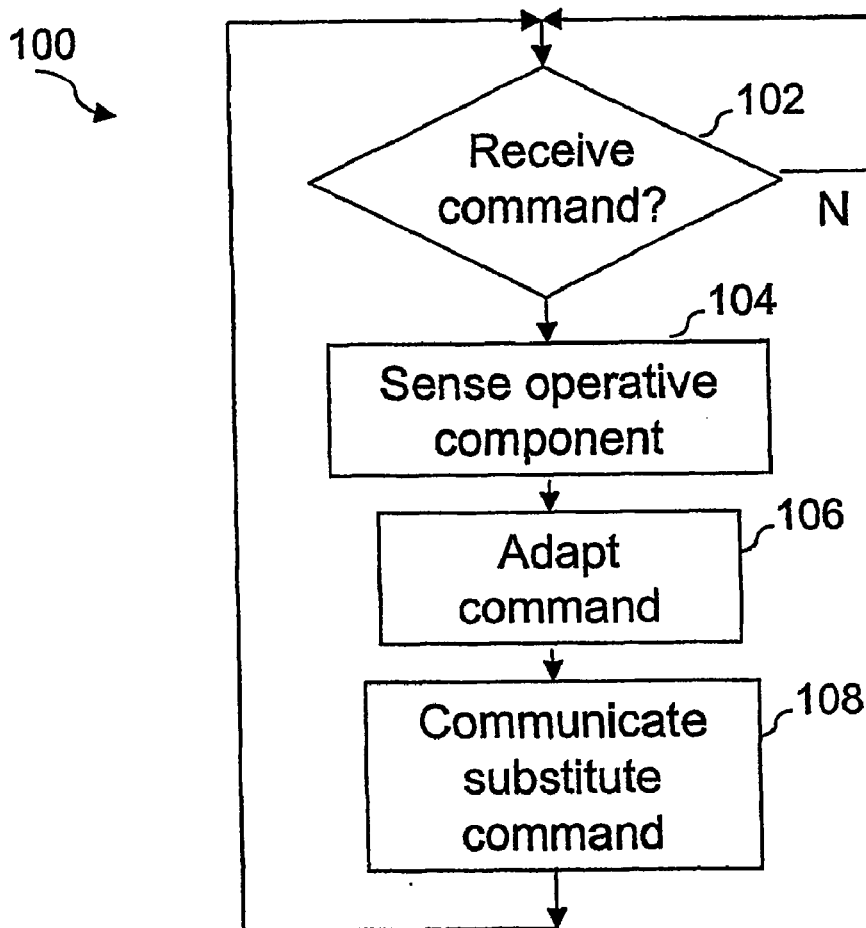 100
102
Receive
command?
N
104
Sense operative
component
106
Adapt
command
108
Communicate
substitute
command